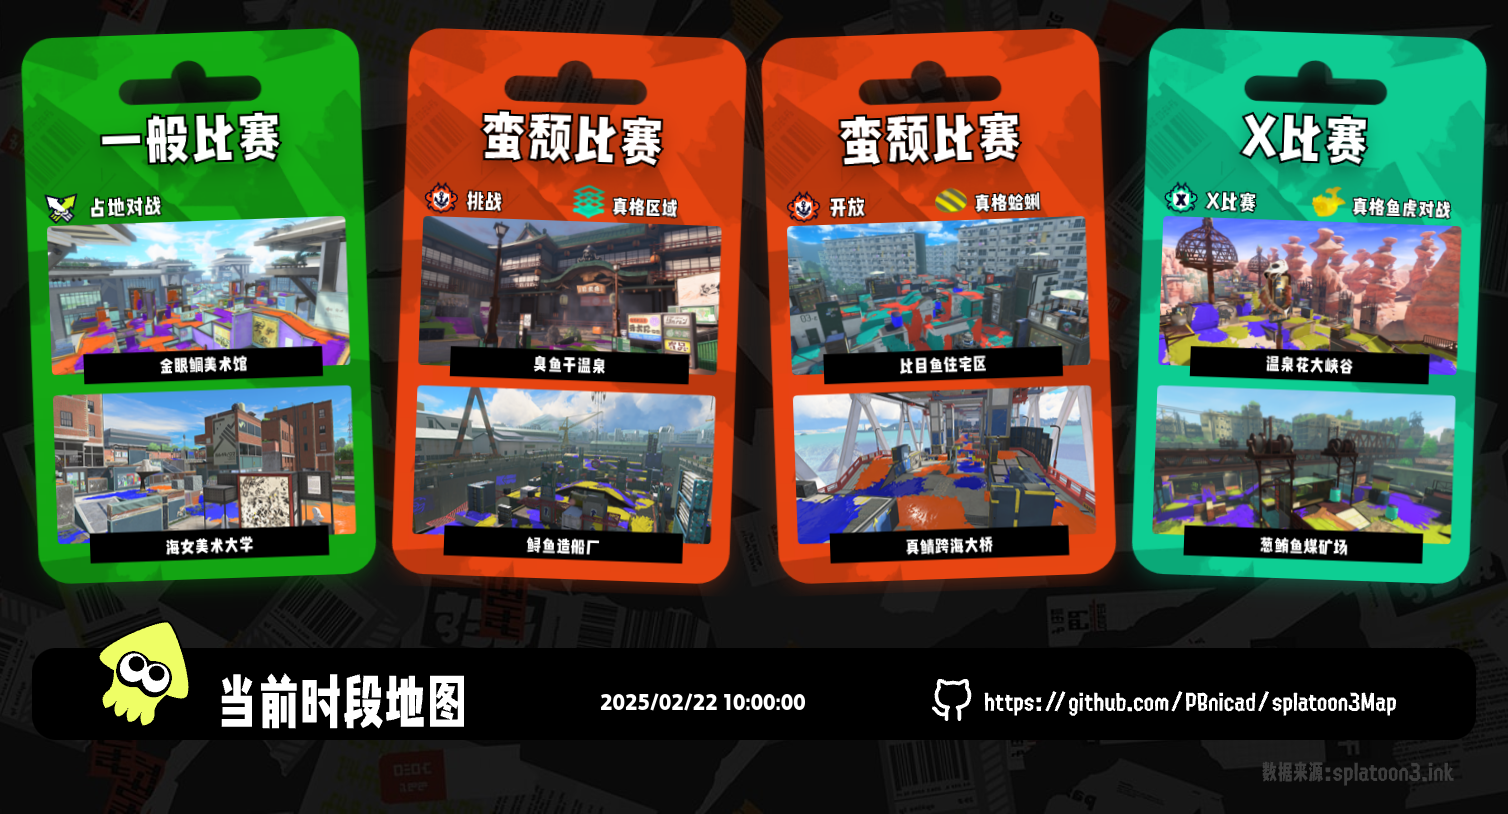 一般比赛
占地对战
金眼鲷美术馆
海女美术大学
蛮颓比赛
挑战
真格区域
臭鱼干温泉
鲟鱼造船厂
蛮颓比赛
开放
真格蛤蜊
比目鱼住宅区
真鲭跨海大桥
X比赛
X比赛
真格鱼虎对战
温泉花大峡谷
葱鲔鱼煤矿场
当前时段地图
2025/02/22 10:00:00
https://github.com/PBnicad/splatoon3Map
数据来源:splatoon3.ink